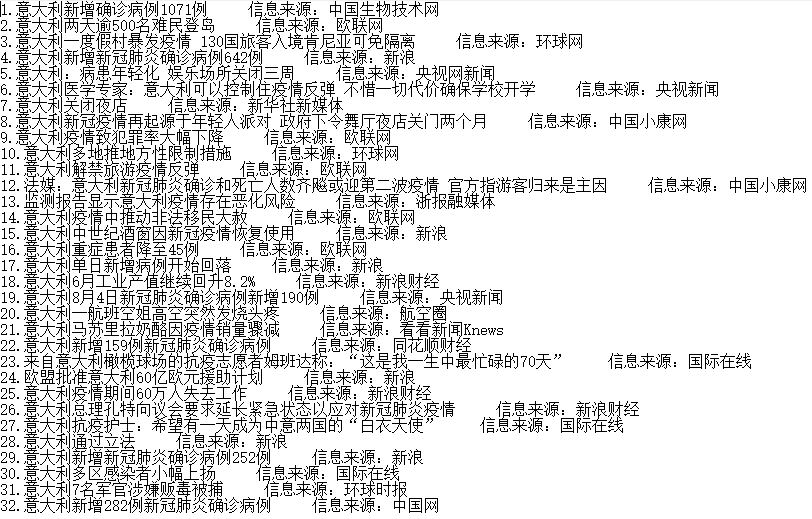 1.意大利新增确诊病例1071例 信息来源：中国生物技术网
2.意大利两天逾500名难民登岛 信息来源：欧联网
3.意大利一度假村暴发疫情 130国旅客入境肯尼亚可免隔离 信息来源：环球网
4.意大利新增新冠肺炎确诊病例642例 信息来源：新浪
5.意大利：病患年轻化 娱乐场所关闭三周 信息来源：央视网新闻
6.意大利医学专家：意大利可以控制住疫情反弹 不惜一切代价确保学校开学 信息来源：央视新闻
7.意大利关闭夜店 信息来源：新华社新媒体
8.意大利新冠疫情再起源于年轻人派对 政府下令舞厅夜店关门两个月 信息来源：中国小康网
9.意大利疫情致犯罪率大幅下降 信息来源：欧联网
10.意大利多地推地方性限制措施 信息来源：环球网
11.意大利解禁旅游疫情反弹 信息来源：欧联网
12.法媒：意大利新冠肺炎确诊和死亡人数齐飚或迎第二波疫情 官方指游客归来是主因 信息来源：中国小康网
13.监测报告显示意大利疫情存在恶化风险 信息来源：浙报融媒体
14.意大利疫情中推动非法移民大赦 信息来源：欧联网
15.意大利中世纪酒窗因新冠疫情恢复使用 信息来源：新浪
16.意大利重症患者降至45例 信息来源：欧联网
17.意大利单日新增病例开始回落 信息来源：新浪
18.意大利6月工业产值继续回升8.2% 信息来源：新浪财经
19.意大利8月4日新冠肺炎确诊病例新增190例 信息来源：央视新闻
20.意大利一航班空姐高空突然发烧头疼 信息来源：航空圈
21.意大利马苏里拉奶酪因疫情销量骤减 信息来源：看看新闻Knews
22.意大利新增159例新冠肺炎确诊病例 信息来源：同花顺财经
23.来自意大利橄榄球场的抗疫志愿者姆班达称：“这是我一生中最忙碌的70天” 信息来源：国际在线
24.欧盟批准意大利60亿欧元援助计划 信息来源：新浪
25.意大利疫情期间60万人失去工作 信息来源：新浪财经
26.意大利总理孔特向议会要求延长紧急状态以应对新冠肺炎疫情 信息来源：新浪财经
27.意大利抗疫护士：希望有一天成为中意两国的“白衣天使” 信息来源：国际在线
28.意大利通过立法 信息来源：新浪
29.意大利新增新冠肺炎确诊病例252例 信息来源：新浪
30.意大利多区感染者小幅上扬 信息来源：国际在线
31.意大利7名军官涉嫌贩毒被捕 信息来源：环球时报
32.意大利新增282例新冠肺炎确诊病例 信息来源：中国网